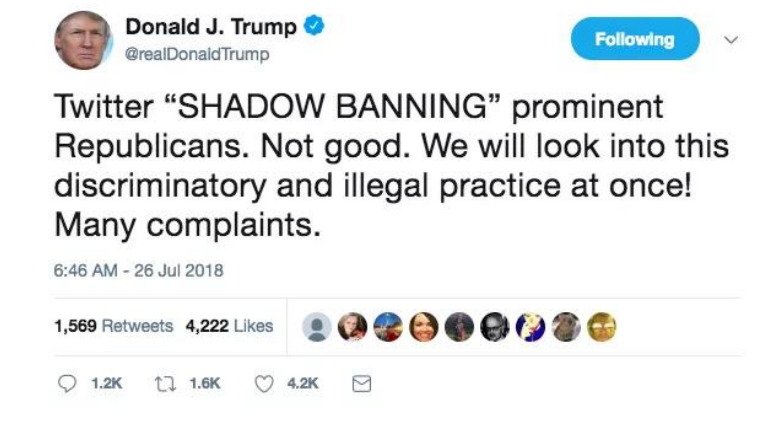 Donald J. Trump
@realDonaldTrump
Following
Twitter “SHADOW BANNING” prominent
Republicans. Not good. We will look into this
discriminatory and illegal practice at once!
Many complaints.
6:46 AM - 26 Jul 2018
1,569 Retweets 4,222 Likes
1.2K 1.6K 4.2K